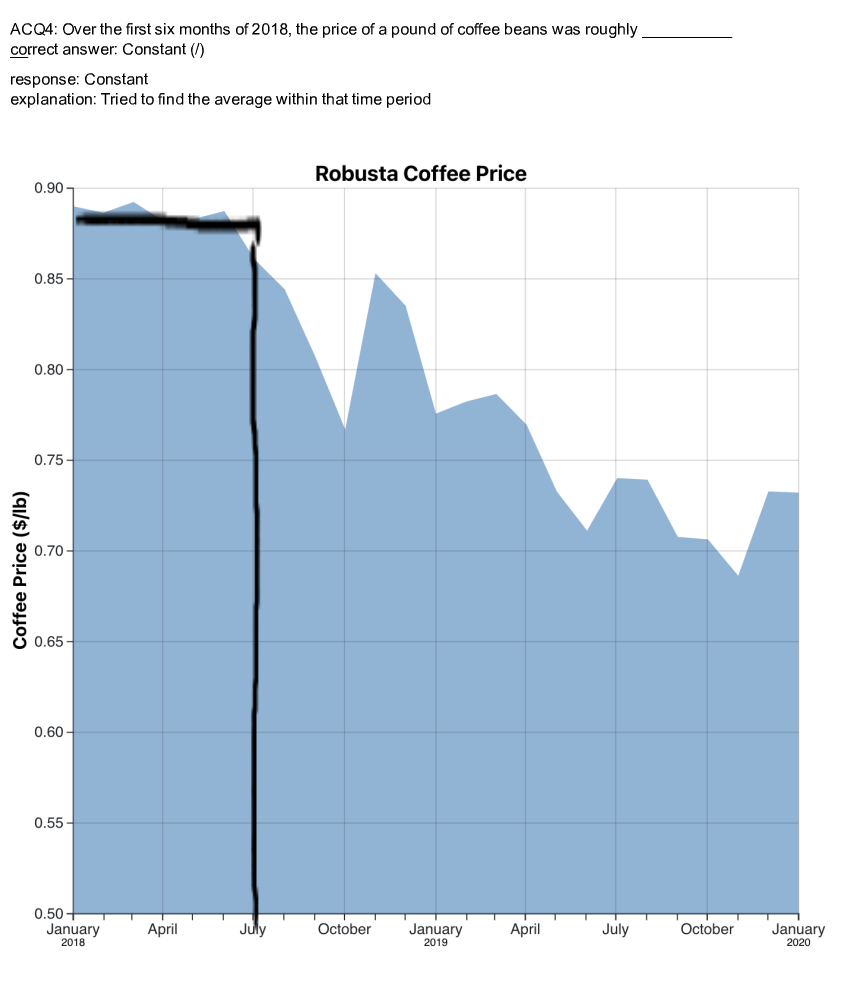 ACQ4: Over the first six months of 2018, the price of a pound of coffee beans was roughly ___________
correct answer: Constant (/)
response: Constant
explanation: Tried to find the average within that time period
Robusta Coffee Price
0.90
0.85
0.80
0.75
0.70
0.65
0.60
0.55
0.50
Coffee Price ($/lb)
January April July October January April July October January
2018 2019 2020